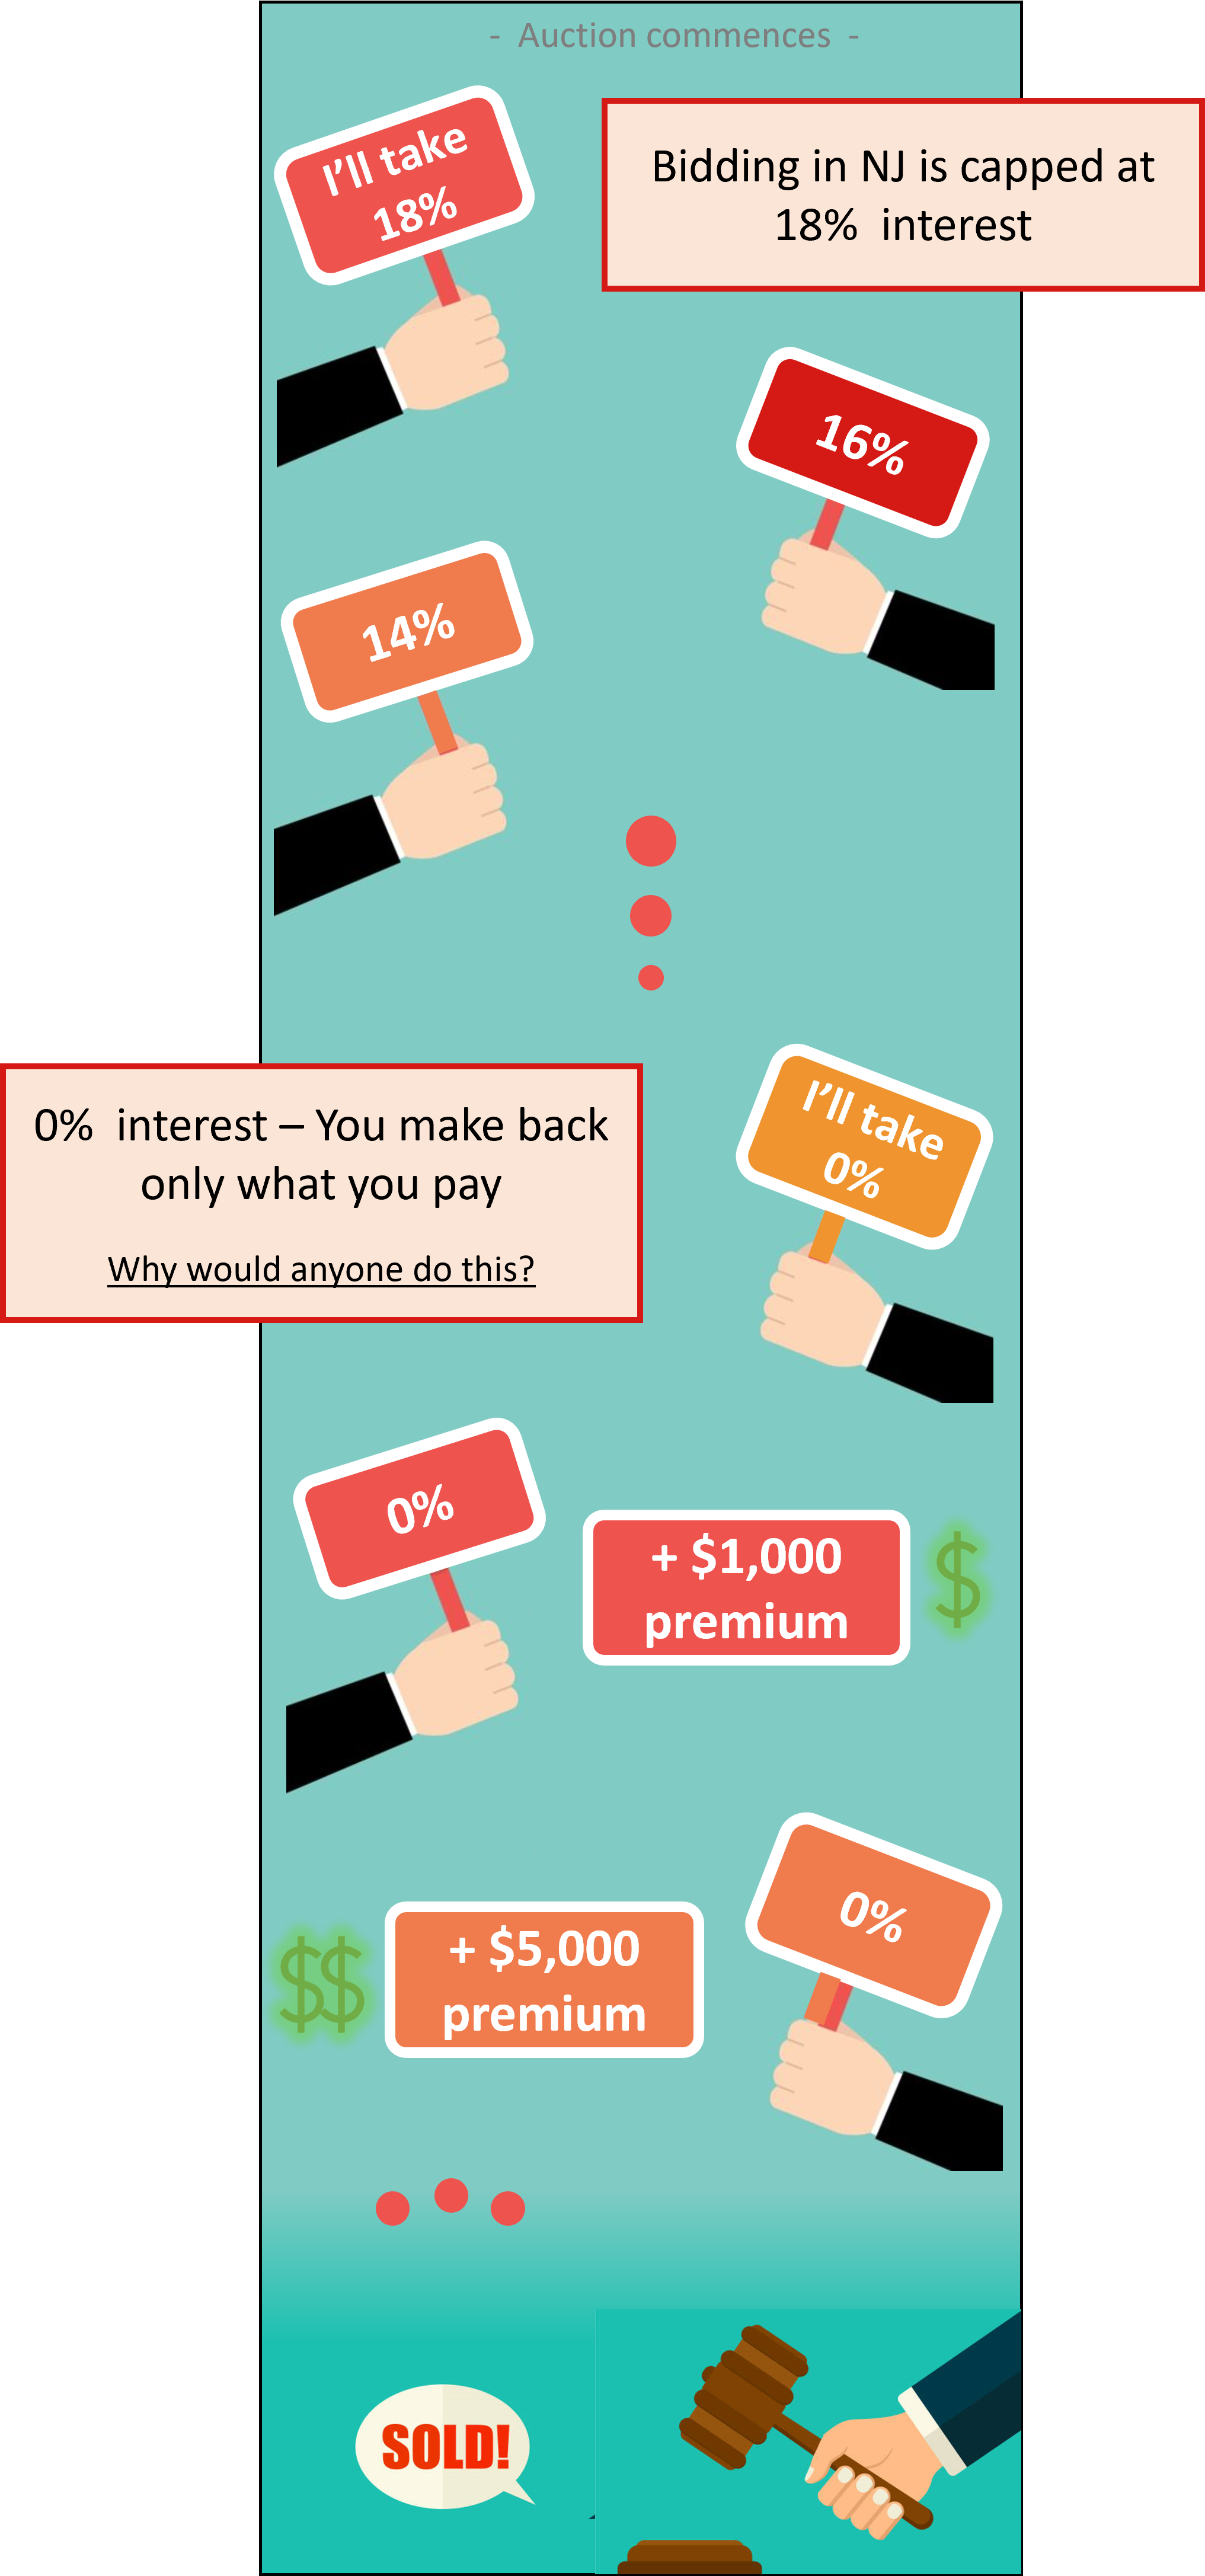 - Auction commences -
I’ll take
18%
Bidding in NJ is capped at
18% interest
16%
14%
0% interest – You make back
only what you pay
Why would anyone do this?
I’ll take
0%
0%
+ $1,000
premium
$
0%
$$
+ $5,000
premium
SOLD!